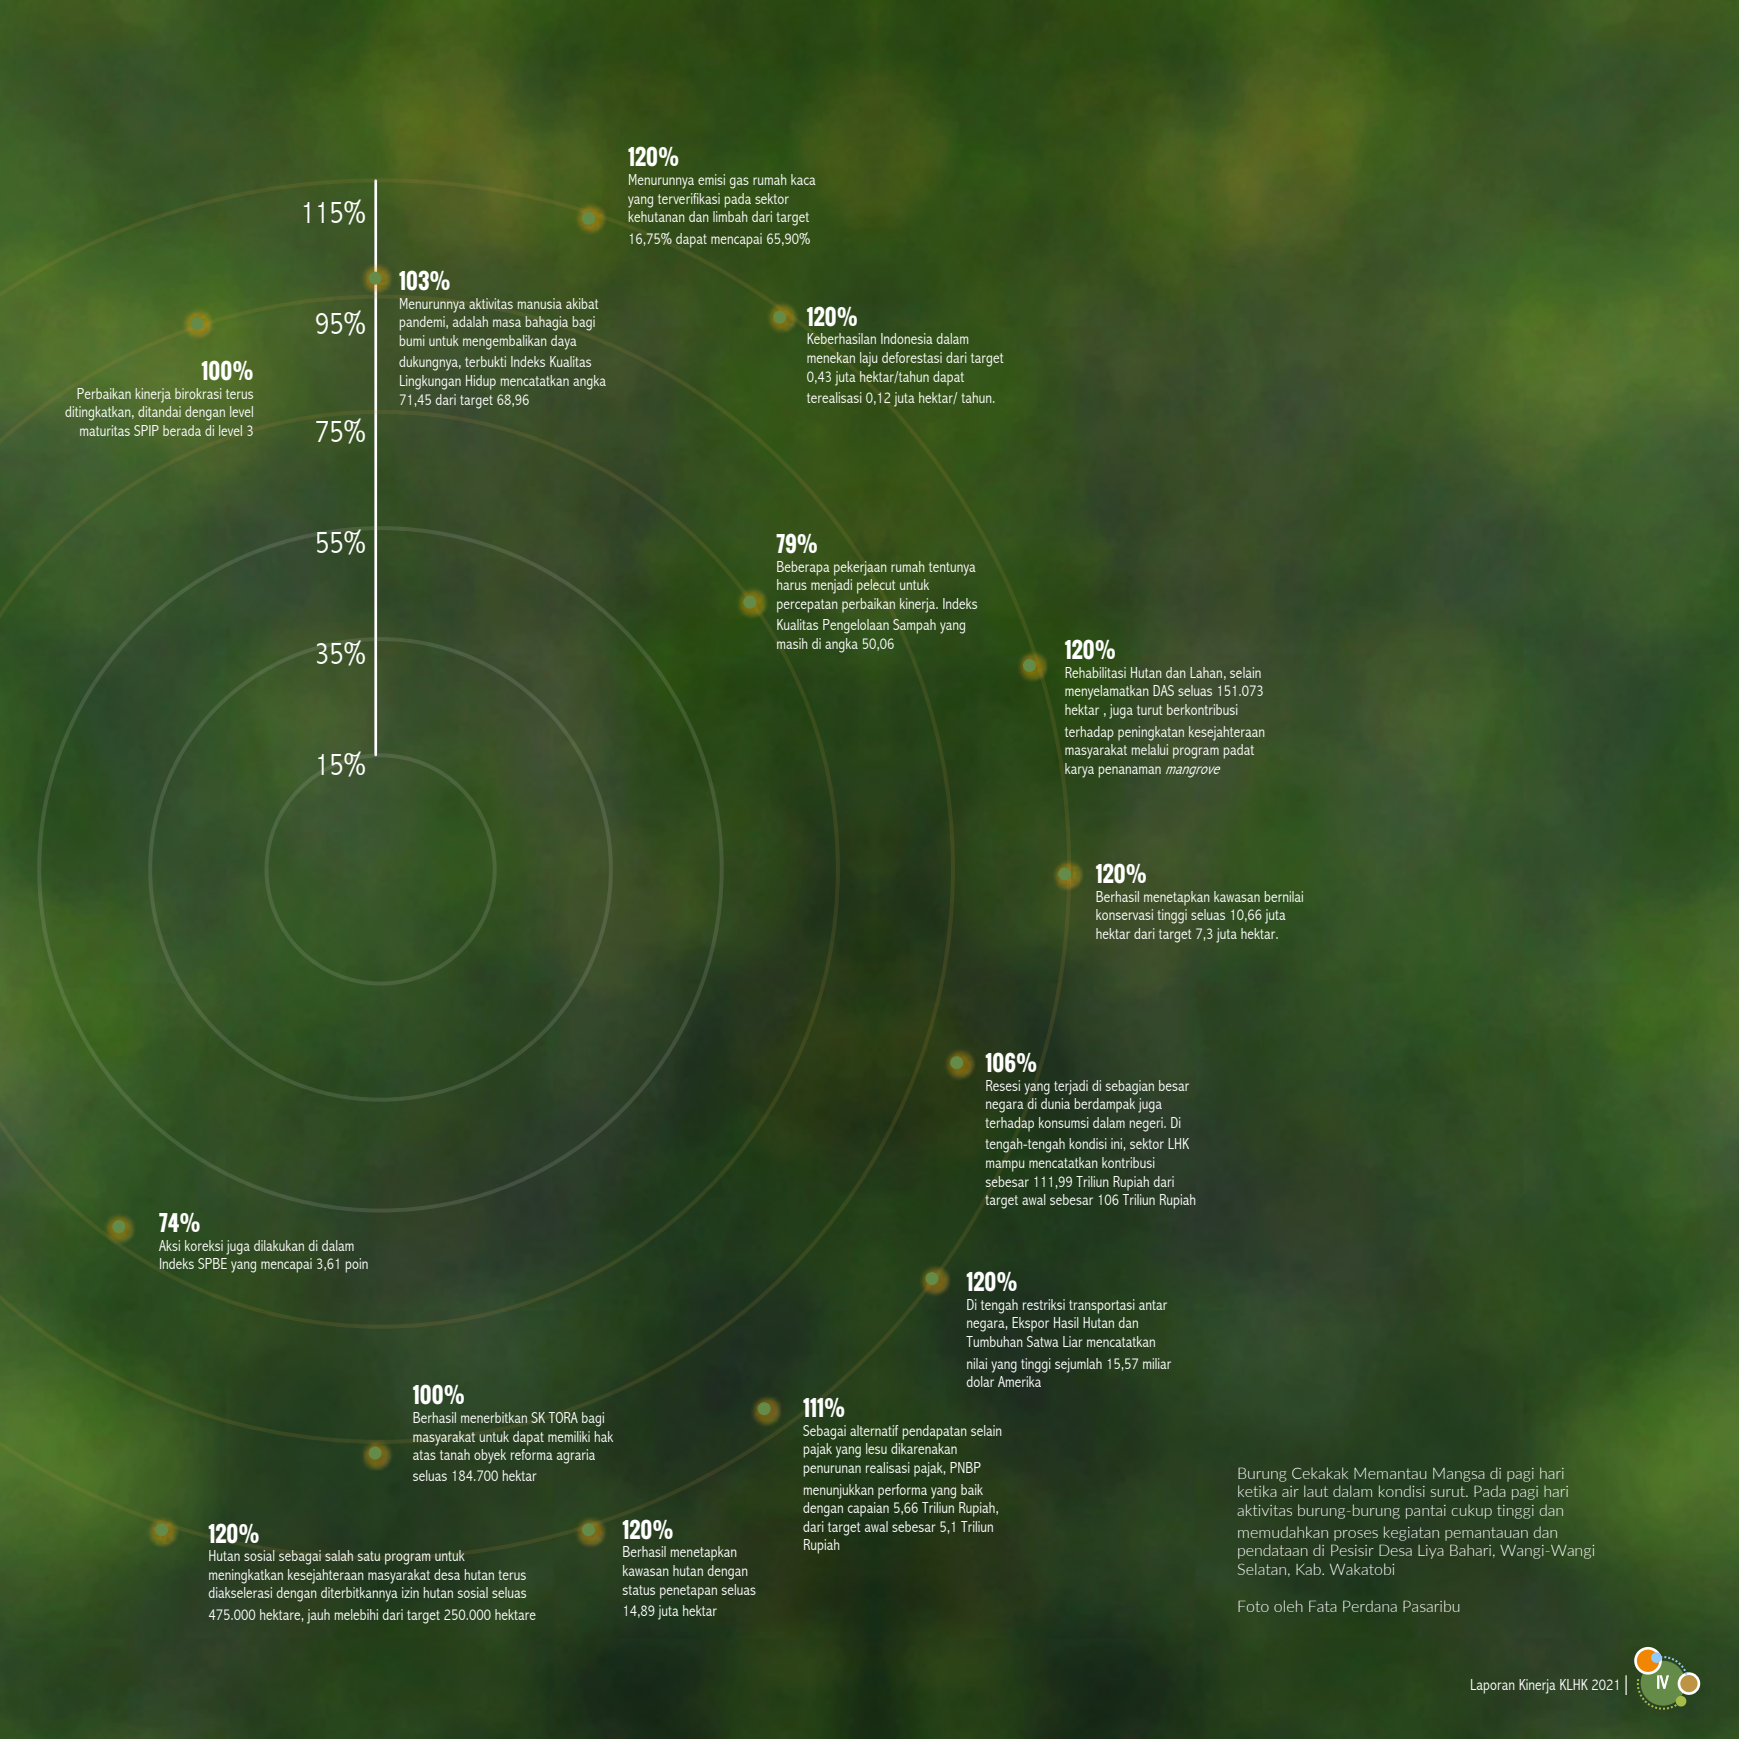 120%
Menurunnya emisi gas rumah kaca
yang terverifikasi pada sektor
kehutanan dan limbah dari target
16,75% dapat mencapai 65,90%
115%
95%
75%
55%
35%
15%
103%
Menurunnya aktivitas manusia akibat
pandemi, adalah masa bahagia bagi
bumi untuk mengembalikan daya
dukungnya, terbukti Indeks Kualitas
Lingkungan Hidup mencatatkan angka
71,45 dari target 68,96
120%
Keberhasilan Indonesia dalam
menekan laju deforestasi dari target
0,43 juta hektar/tahun dapat
terealisasi 0,12 juta hektar/ tahun.
100%
Perbaikan kinerja birokrasi terus
ditingkatkan, ditandai dengan level
maturitas SPIP berada di level 3
79%
Beberapa pekerjaan rumah tentunya
harus menjadi pelecut untuk
percepatan perbaikan kinerja. Indeks
Kualitas Pengelolaan Sampah yang
masih di angka 50,06
120%
Rehabilitasi Hutan dan Lahan, selain
menyelamatkan DAS seluas 151.073
hektar , juga turut berkontribusi
terhadap peningkatan kesejahteraan
masyarakat melalui program padat
karya penanaman mangrove
120%
Berhasil menetapkan kawasan bernilai
konservasi tinggi seluas 10,66 juta
hektar dari target 7,3 juta hektar.
106%
Resesi yang terjadi di sebagian besar
negara di dunia berdampak juga
terhadap konsumsi dalam negeri. Di
tengah-tengah kondisi ini, sektor LHK
mampu mencatatkan kontribusi
sebesar 111,99 Triliun Rupiah dari
target awal sebesar 106 Triliun Rupiah
74%
Aksi koreksi juga dilakukan di dalam
Indeks SPBE yang mencapai 3,61 poin
120%
Di tengah restriksi transportasi antar
negara, Ekspor Hasil Hutan dan
Tumbuhan Satwa Liar mencatatkan
nilai yang tinggi sejumlah 15,57 miliar
dolar Amerika
100%
Berhasil menerbitkan SK TORA bagi
masyarakat untuk dapat memiliki hak
atas tanah obyek reforma agraria
seluas 184.700 hektar
111%
Sebagai alternatif pendapatan selain
pajak yang lesu dikarenakan
penurunan realisasi pajak, PNBP
menunjukkan performa yang baik
dengan capaian 5,66 Triliun Rupiah,
dari target awal sebesar 5,1 Triliun
Rupiah
120%
Hutan sosial sebagai salah satu program untuk
meningkatkan kesejahteraan masyarakat desa hutan terus
diakselerasi dengan diterbitkannya izin hutan sosial seluas
475.000 hektare, jauh melebihi dari target 250.000 hektare
120%
Berhasil menetapkan
kawasan hutan dengan
status penetapan seluas
14,89 juta hektar
Burung Cekakak Memantau Mangsa di pagi hari
ketika air laut dalam kondisi surut. Pada pagi hari
aktivitas burung-burung pantai cukup tinggi dan
memudahkan proses kegiatan pemantauan dan
pendataan di Pesisir Desa Liya Bahari, Wangi-Wangi
Selatan, Kab. Wakatobi
Foto oleh Fata Perdana Pasaribu
Laporan Kinerja KLHK 2021 | IV